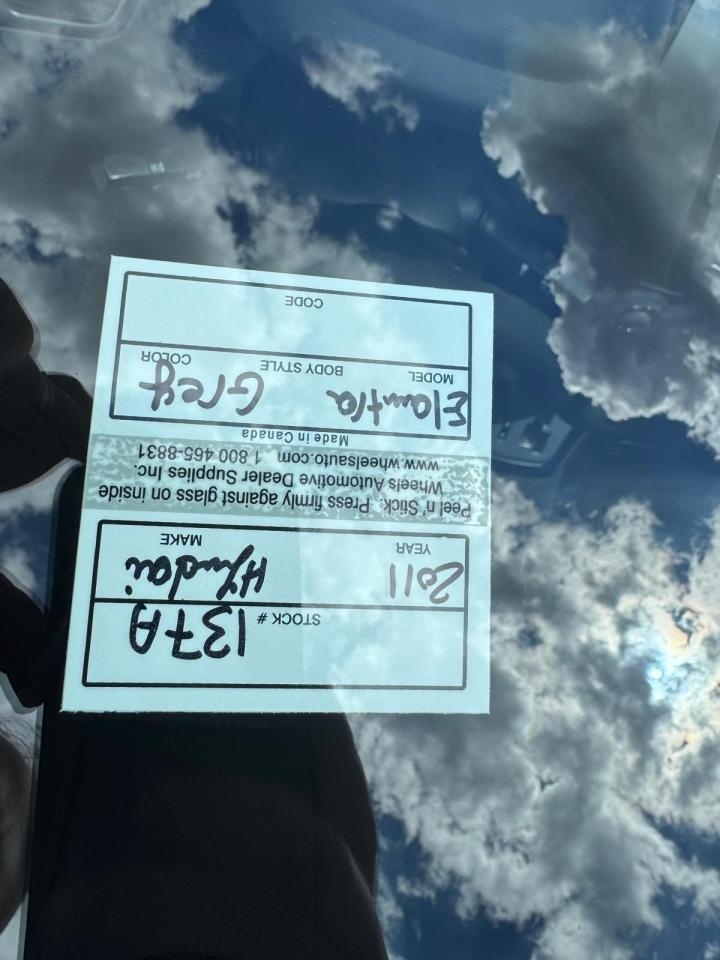 STOCK # 137A
YEAR MAKE
2011 Hyundai
Peel n' Stick: Press firmly against glass on inside
Wheels Automotive Dealer Supplies Inc.
www.wheelsauto.com 1 800 465-8831
Made in Canada
MODEL BODY STYLE COLOR
Elantra Grey
CODE